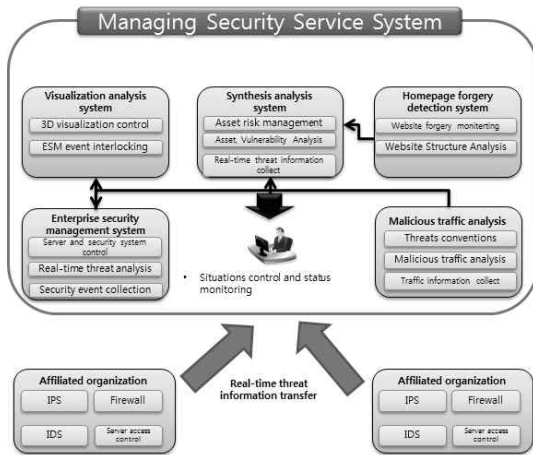 Managing Security Service System
Visualization analysis
system
3D visualization control
ESM event interlocking
Synthesis analysis
system
Asset risk management
Asset, Vulnerability Analysis
Real-time threat information
collect
Homepage forgery
detection system
Website forgery moniterting
Website Structure Analysis
Enterprise security
management system
Server and security system
control
Real-time threat analysis
Security event collection
• Situations control and status
monitoring
Malicious traffic analysis
Threats conventions
Malicious traffic analysis
Traffic information collect
Affiliated organization
IPS
Firewall
IDS
Server access
control
Real-time threat
information transfer
Affiliated organization
IPS
Firewall
IDS
Server access
control